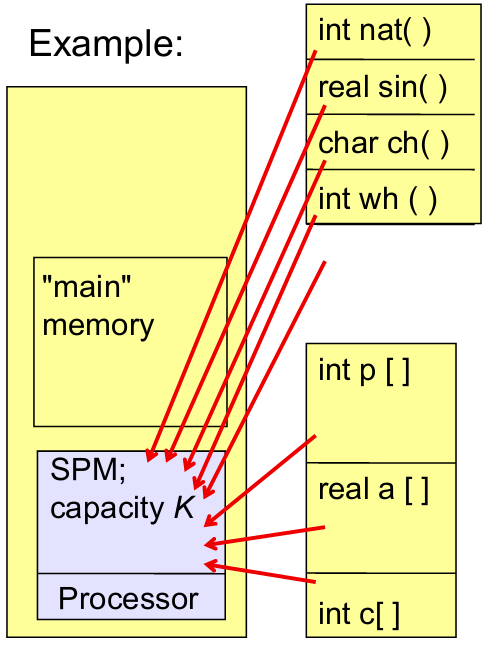 Example:
int nat( )
real sin( )
char ch( )
int wh ( )
"main"
memory
SPM;
capacity K
Processor
int p [ ]
real a [ ]
int c[ ]